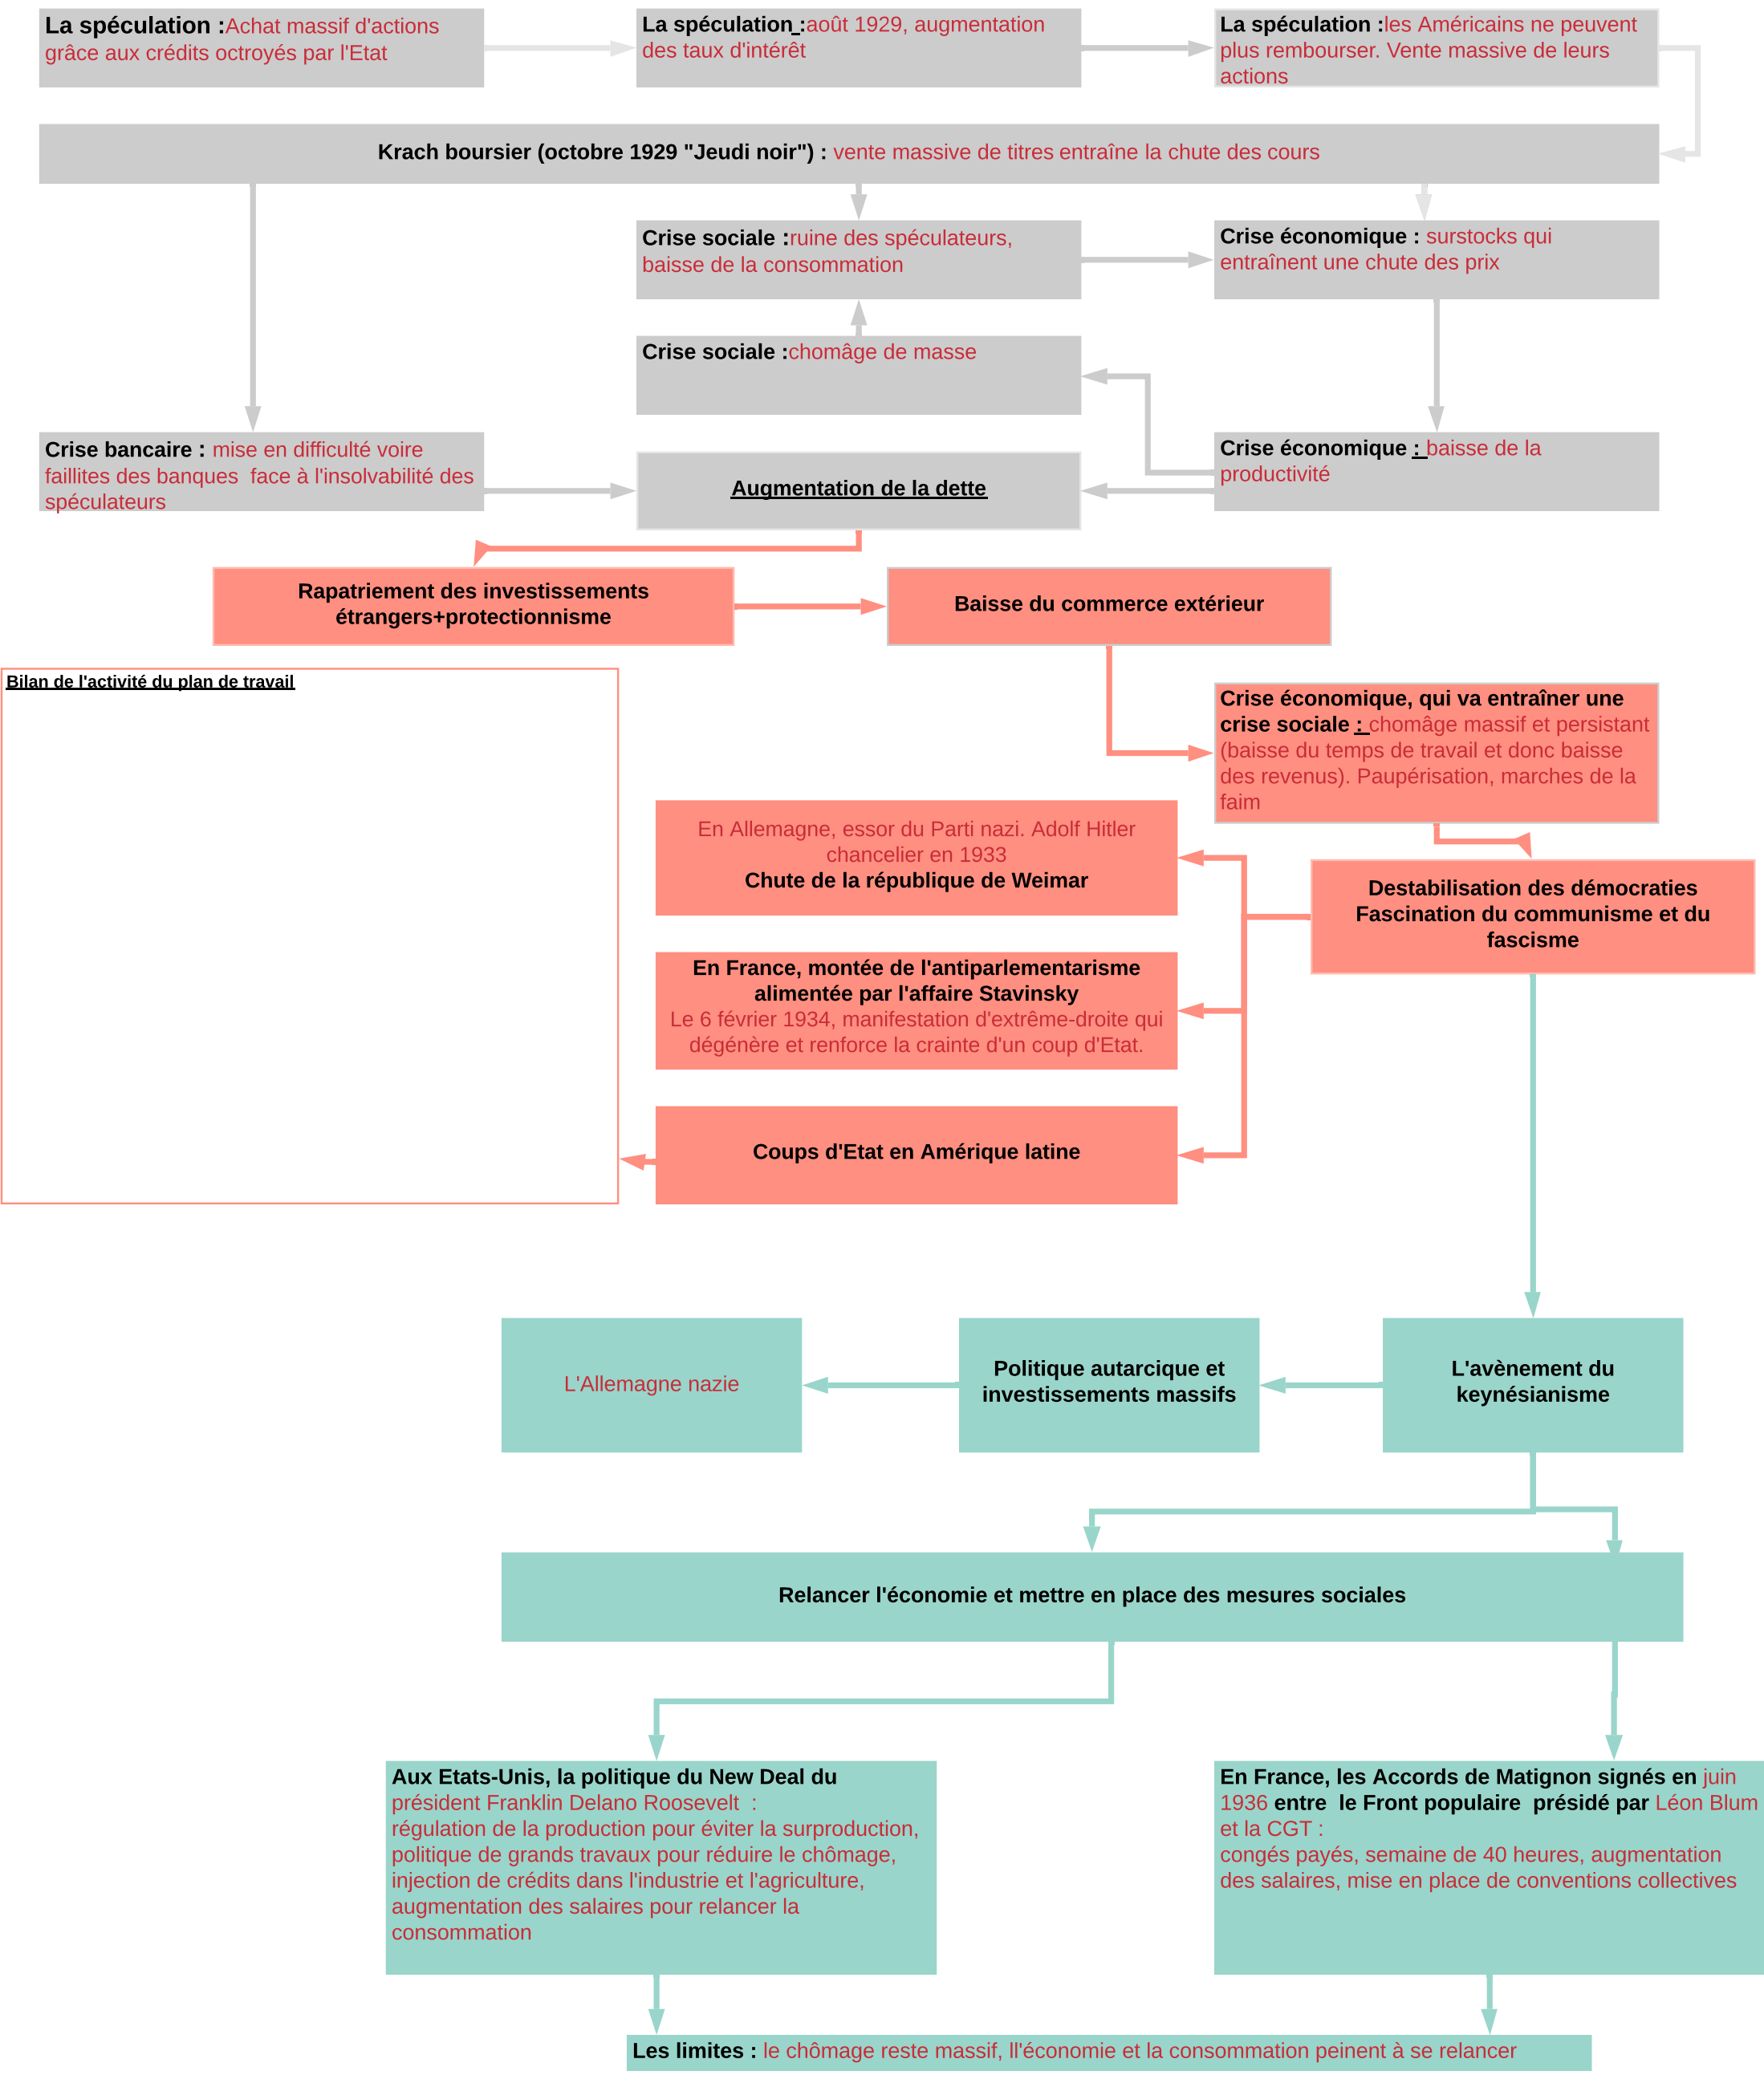 La spéculation :Achat massif d'actions
grâce aux crédits octroyés par l'Etat
La spéculation :août 1929, augmentation
des taux d'intérêt
La spéculation :les Américains ne peuvent
plus rembourser. Vente massive de leurs
actions
Krach boursier (octobre 1929 "Jeudi noir") : vente massive de titres entraîne la chute des cours
Crise sociale :ruine des spéculateurs,
baisse de la consommation
Crise économique : surstocks qui
entraînent une chute des prix
Crise sociale :chomâge de masse
Crise bancaire : mise en difficulté voire
faillites des banques  face à l'insolvabilité des
spéculateurs
Augmentation de la dette
Crise économique : baisse de la
productivité
Rapatriement des investissements
étrangers+protectionnisme
Baisse du commerce extérieur
Bilan de l'activité du plan de travail
Crise économique, qui va entraîner une
crise sociale : chomâge massif et persistant
(baisse du temps de travail et donc baisse
des revenus). Paupérisation, marches de la
faim
En Allemagne, essor du Parti nazi. Adolf Hitler
chancelier en 1933
Chute de la république de Weimar
Destabilisation des démocraties
Fascination du communisme et du
fascisme
En France, montée de l'antiparlementarisme
alimentée par l'affaire Stavinsky
Le 6 février 1934, manifestation d'extrême-droite qui
dégénère et renforce la crainte d'un coup d'Etat.
Coups d'Etat en Amérique latine
L'Allemagne nazie
Politique autarcique et
investissements massifs
L'avènement du
keynésianisme
Relancer l'économie et mettre en place des mesures sociales
Aux Etats-Unis, la politique du New Deal du
président Franklin Delano Roosevelt  :
régulation de la production pour éviter la surproduction,
politique de grands travaux pour réduire le chômage,
injection de crédits dans l'industrie et l'agriculture,
augmentation des salaires pour relancer la
consommation
En France, les Accords de Matignon signés en juin
1936 entre  le Front populaire  présidé par Léon Blum
et la CGT :
congés payés, semaine de 40 heures, augmentation
des salaires, mise en place de conventions collectives
Les limites : le chômage reste massif, ll'économie et la consommation peinent à se relancer